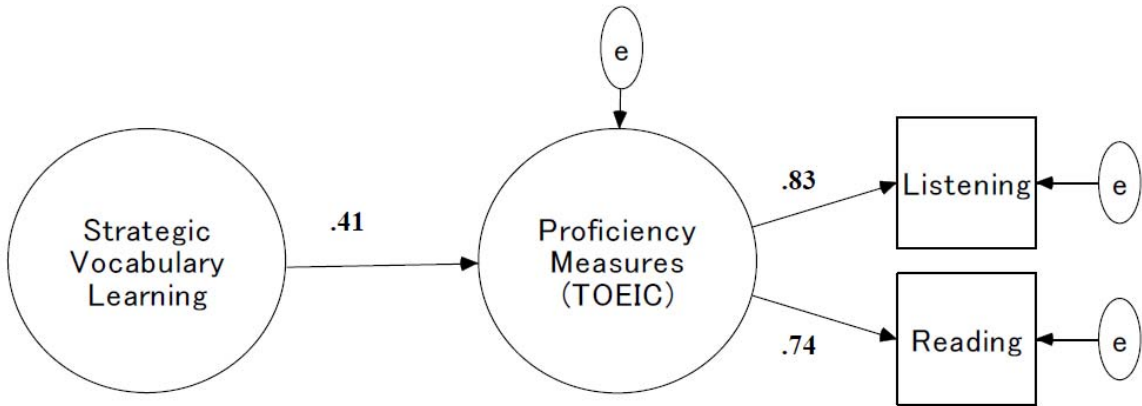 e
Strategic
Vocabulary
Learning
.41
Proficiency
Measures
(TOEIC)
.83
Listening
e
.74
Reading
e